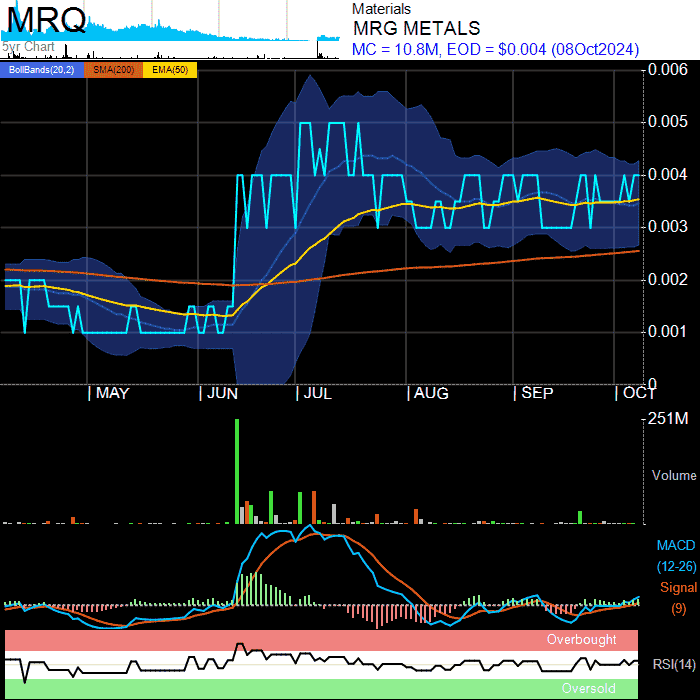 MRQ
5yr Chart
Materials
MRG METALS
MC = 10.8M, EOD = $0.004 (08Oct2024)
BollBands(20,2) SMA(200) EMA(50)
0.006
0.005
0.004
0.003
0.002
0.001
0
MAY JUN JUL AUG SEP OCT
251M
Volume
MACD
(12-26)
Signal
(9)
Overbought
RSI(14)
Oversold